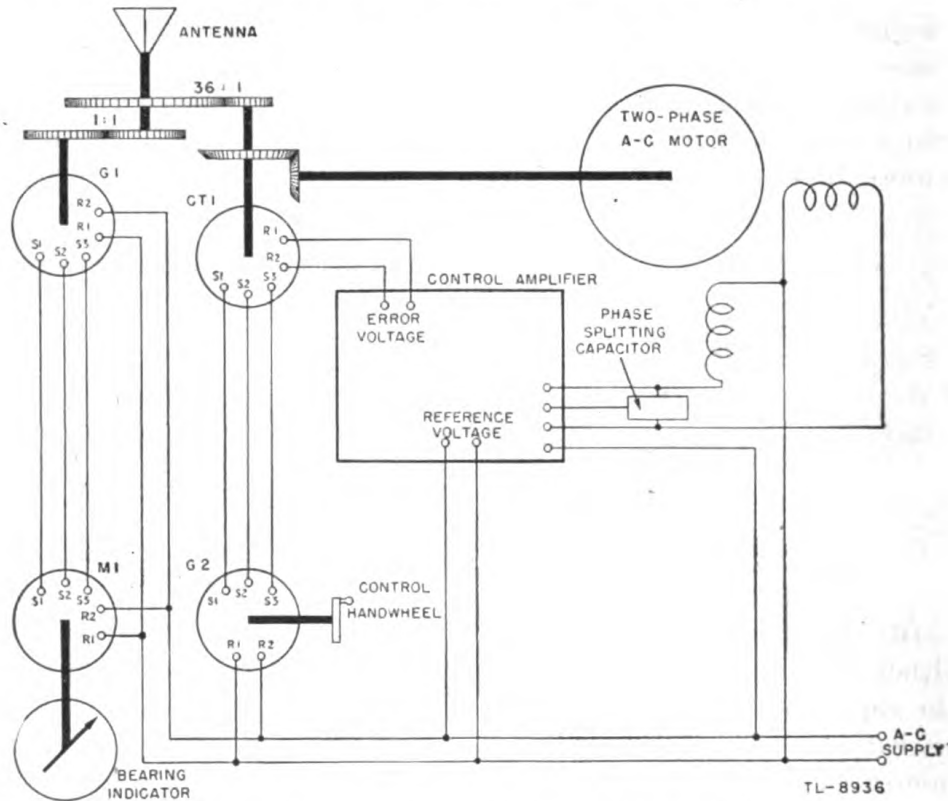 ANTENNA
36:1
1:1
TWO-PHASE
A-C MOTOR
G1
R2
R1
S1
S2
S3
CT1
R1
R2
S1
S2
S3
CONTROL AMPLIFIER
ERROR
VOLTAGE
PHASE
SPLITTING
CAPACITOR
REFERENCE
VOLTAGE
M1
S1
S2
S3
R2
R1
G2
S1
S2
S3
R1
R2
CONTROL
HANDWHEEL
BEARING
INDICATOR
A-C
SUPPLY
TL-8936